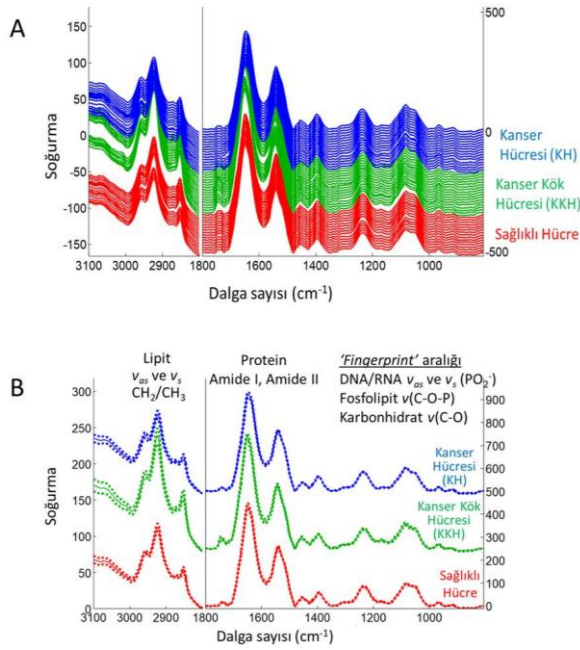 A
Soğurma
150
100
50
0
-50
-100
-150
500
0
-500
Kanser
Hücresi (KH)
Kanser Kök
Hücresi (KKH)
Sağlıklı Hücre
3100 3000 2900 1800 1600 1400 1200 1000
Dalga sayısı (cm⁻¹)
B
Lipit
vas ve vs
CH2/CH3
Protein
Amide I, Amide II
'Fingerprint' aralığı
DNA/RNA vas ve vs (PO2⁻)
Fosfolipit v(C-O-P)
Karbonhidrat v(C-O)
Soğurma
300
250
200
150
100
50
0
900
800
700
600
500
400
300
200
100
0
Kanser
Hücresi
(KH)
Kanser Kök
Hücresi
(KKH)
Sağlıklı
Hücre
3100 3000 2900 1800 1600 1400 1200 1000
Dalga sayısı (cm⁻¹)